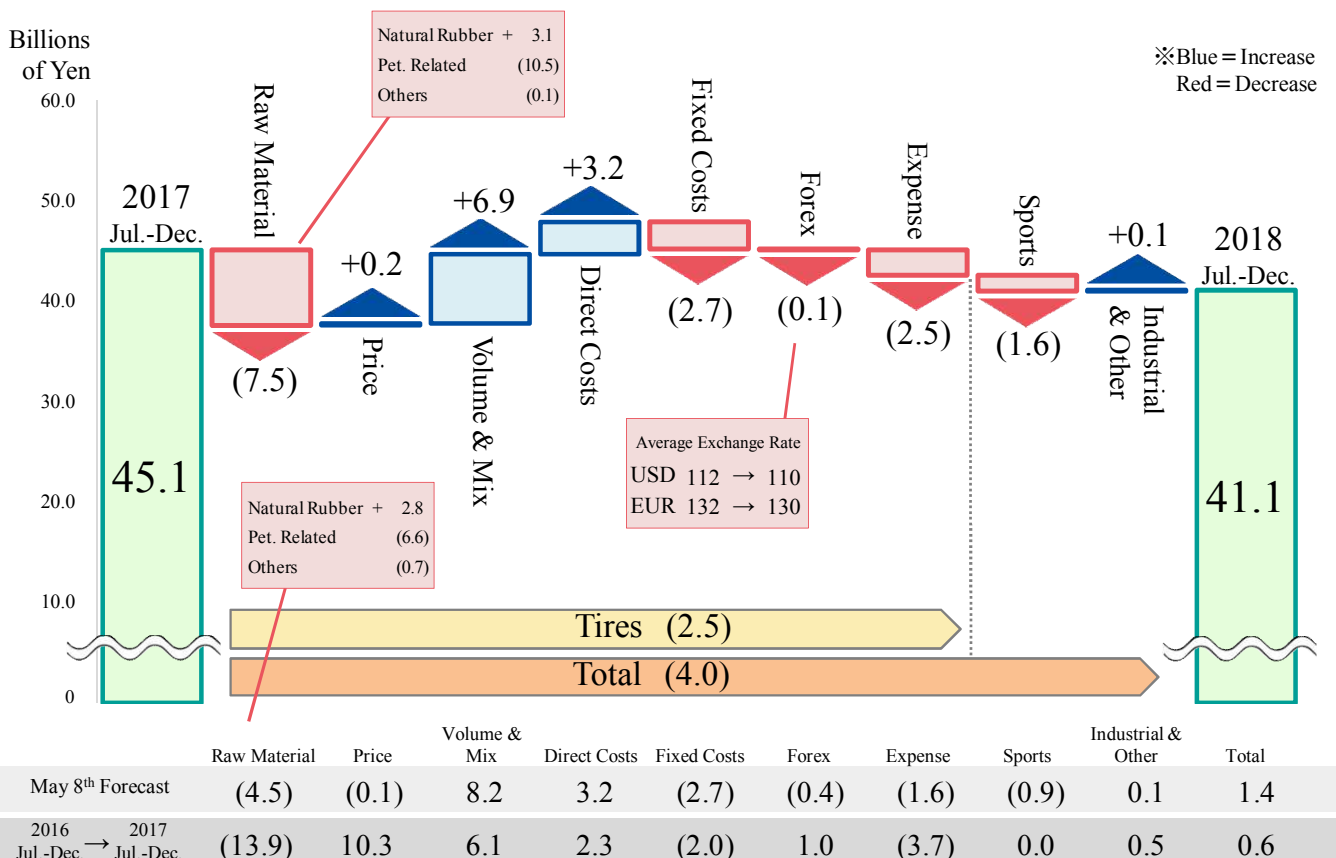 Billions
of Yen
※Blue = Increase
Red = Decrease
Natural Rubber + 3.1
Pet. Related (10.5)
Others (0.1)
60.0
50.0
40.0
30.0
20.0
10.0
0
2017
Jul.-Dec.
45.1
Raw Material
(7.5)
+0.2
Price
+6.9
Volume & Mix
+3.2
Direct Costs
Fixed Costs
(2.7)
Forex
(0.1)
Expense
(2.5)
Sports
(1.6)
+0.1
Industrial
& Other
2018
Jul.-Dec.
41.1
Average Exchange Rate
USD 112 → 110
EUR 132 → 130
Natural Rubber + 2.8
Pet. Related (6.6)
Others (0.7)
Tires (2.5)
Total (4.0)
Raw Material Price Volume & Mix Direct Costs Fixed Costs Forex Expense Sports Industrial & Other Total
May 8th Forecast (4.5) (0.1) 8.2 3.2 (2.7) (0.4) (1.6) (0.9) 0.1 1.4
2016 Jul.-Dec → 2017 Jul.-Dec (13.9) 10.3 6.1 2.3 (2.0) 1.0 (3.7) 0.0 0.5 0.6